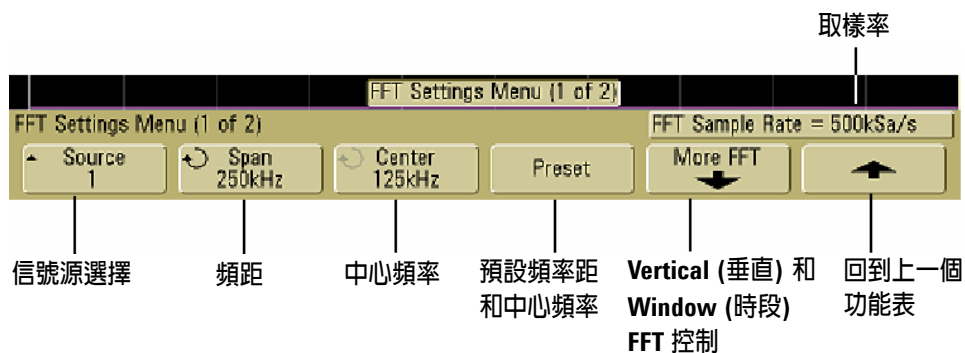 取樣率
FFT Settings Menu (1 of 2)
FFT Settings Menu (1 of 2)
FFT Sample Rate = 500kSa/s
Source
1
Span
250kHz
Center
125kHz
Preset
More FFT
信號源選擇
頻距
中心頻率
預設頻率距
和中心頻率
Vertical (垂直) 和
Window (時段)
FFT 控制
回到上一個
功能表